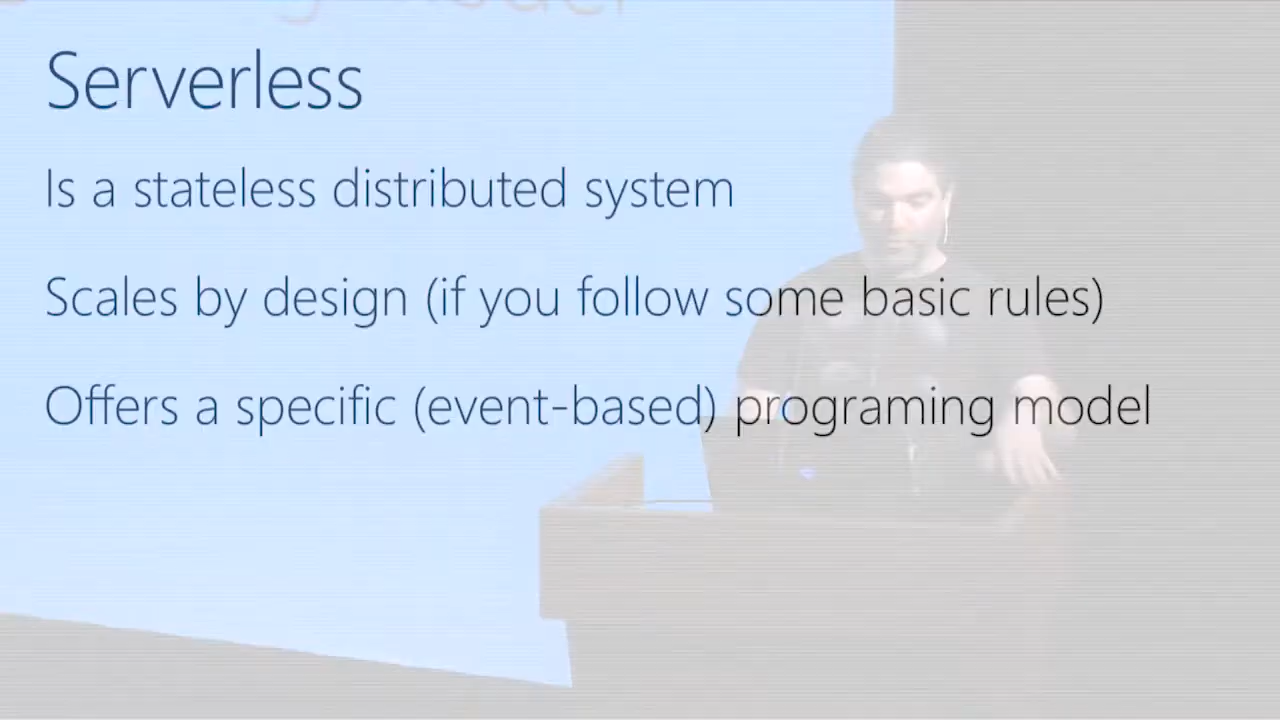 Serverless
Is a stateless distributed system
Scales by design (if you follow some basic rules)
Offers a specific (event-based) programing model